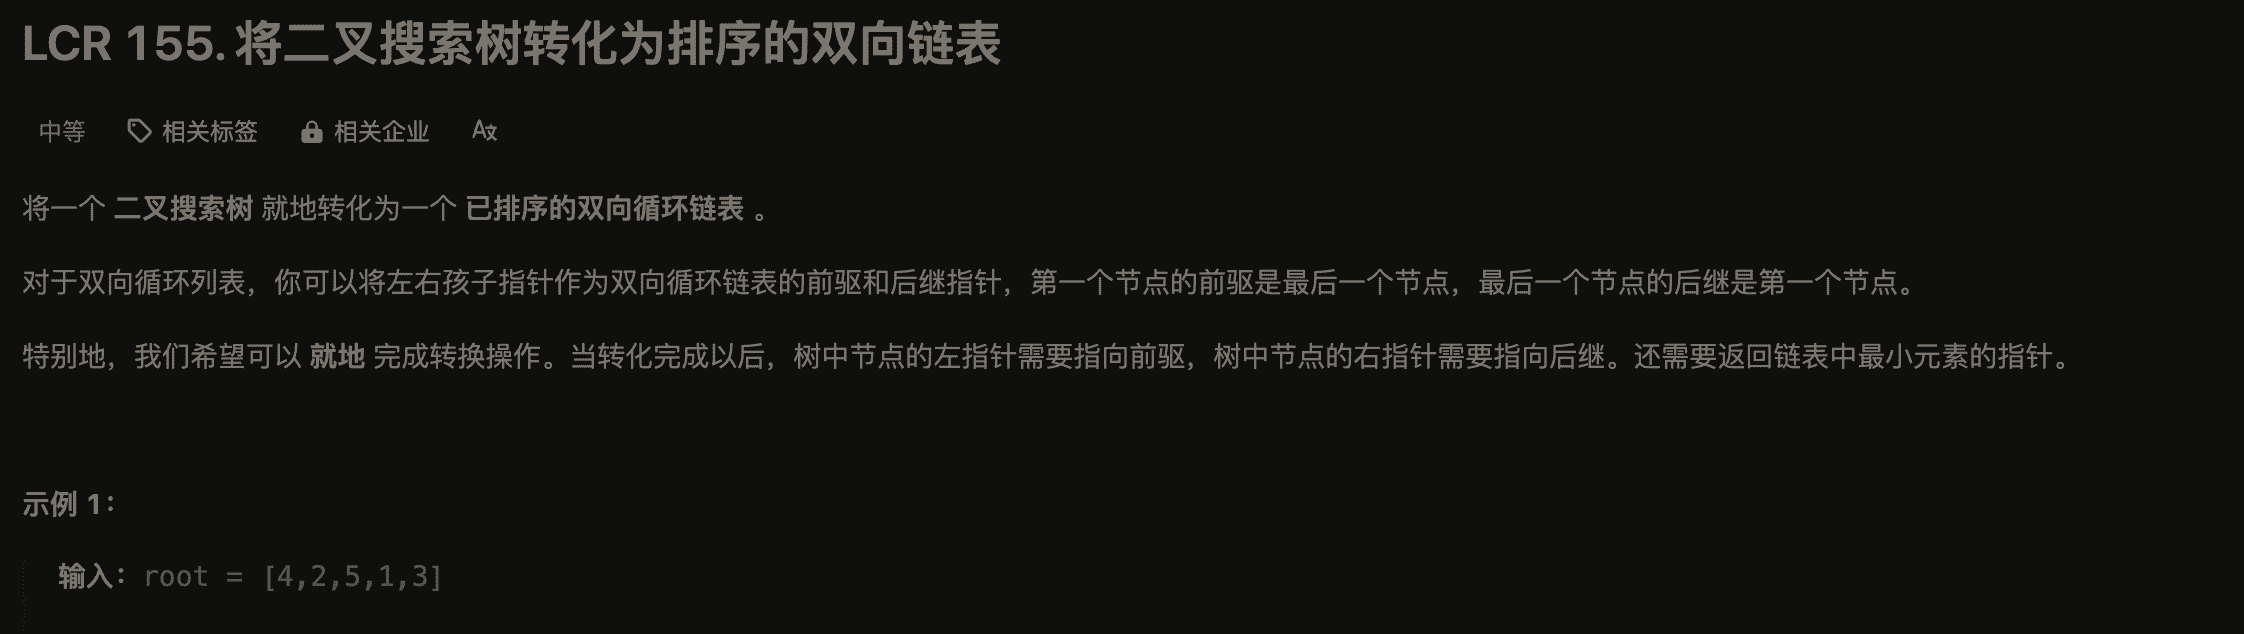 LCR 155. 将二叉搜索树转化为排序的双向链表
中等 相关标签 相关企业
将一个 二叉搜索树 就地转化为一个 已排序的双向循环链表 。
对于双向循环列表，你可以将左右孩子指针作为双向循环链表的前驱和后继指针，第一个节点的前驱是最后一个节点，最后一个节点的后继是第一个节点。
特别地，我们希望可以 就地 完成转换操作。当转化完成以后，树中节点的左指针需要指向前驱，树中节点的右指针需要指向后继。还需要返回链表中最小元素的指针。
示例 1：
输入：root = [4,2,5,1,3]